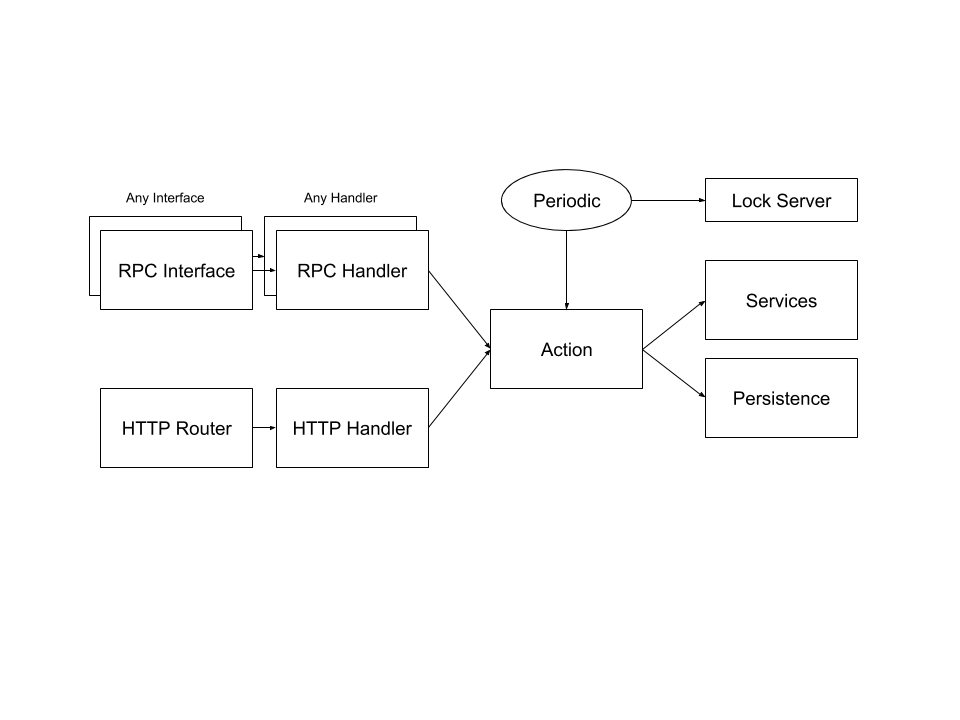 Any Interface
Any Handler
Periodic
Lock Server
RPC Interface
RPC Handler
Services
Action
Persistence
HTTP Router
HTTP Handler